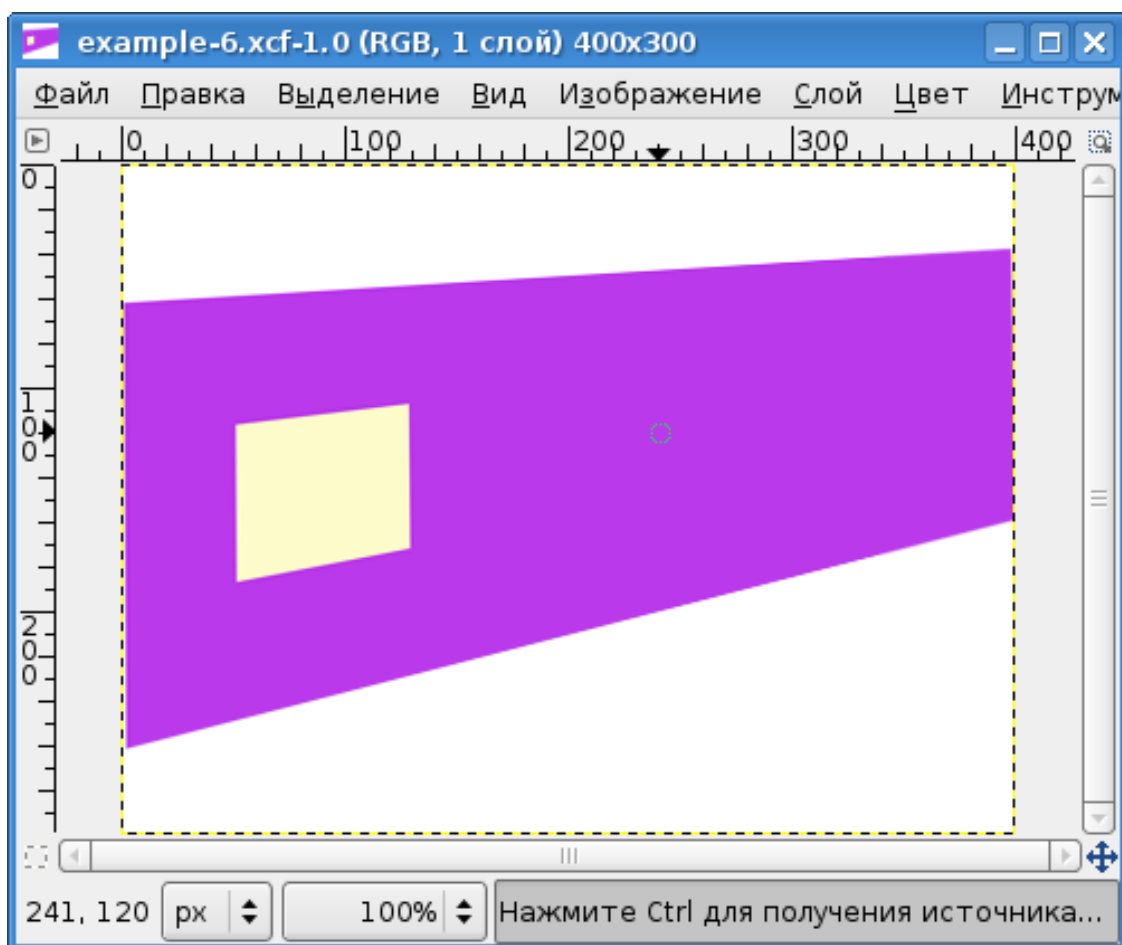 example-6.xcf-1.0 (RGB, 1 слой) 400x300
Файл Правка Выделение Вид Изображение Слой Цвет Инструм
0 100 200 300 400
0
100
200
241, 120 px 100% Нажмите Ctrl для получения источника...